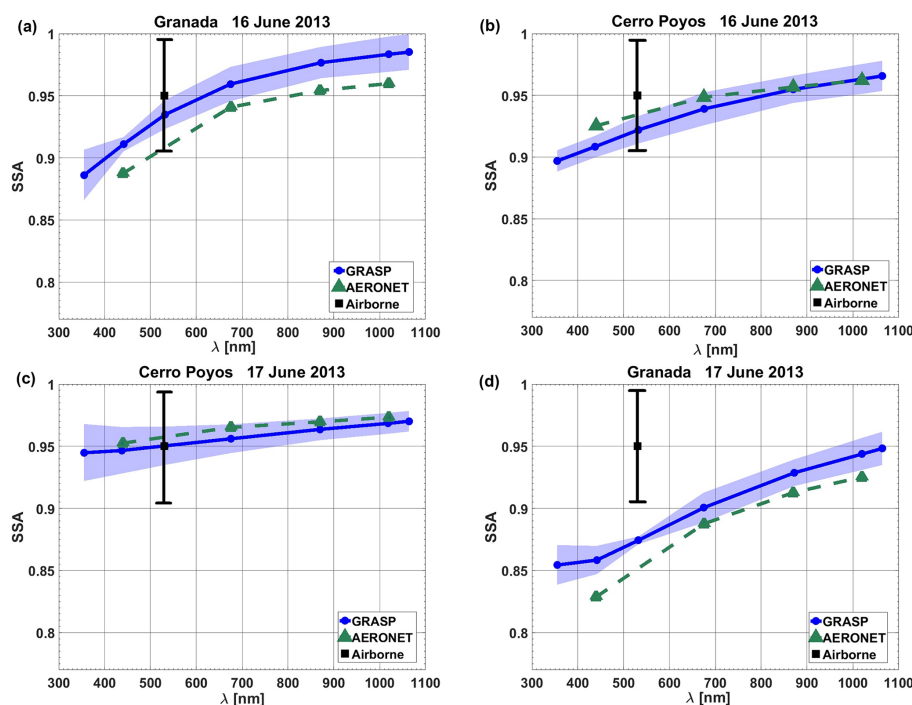 (a)
Granada 16 June 2013
1
0.95
0.9
0.85
0.8
SSA
300 400 500 600 700 800 900 1000 1100
λ [nm]
GRASP
AERONET
Airborne
(b)
Cerro Poyos 16 June 2013
1
0.95
0.9
0.85
0.8
SSA
300 400 500 600 700 800 900 1000 1100
λ [nm]
GRASP
AERONET
Airborne
(c)
Cerro Poyos 17 June 2013
1
0.95
0.9
0.85
0.8
SSA
300 400 500 600 700 800 900 1000 1100
λ [nm]
GRASP
AERONET
Airborne
(d)
Granada 17 June 2013
1
0.95
0.9
0.85
0.8
SSA
300 400 500 600 700 800 900 1000 1100
λ [nm]
GRASP
AERONET
Airborne